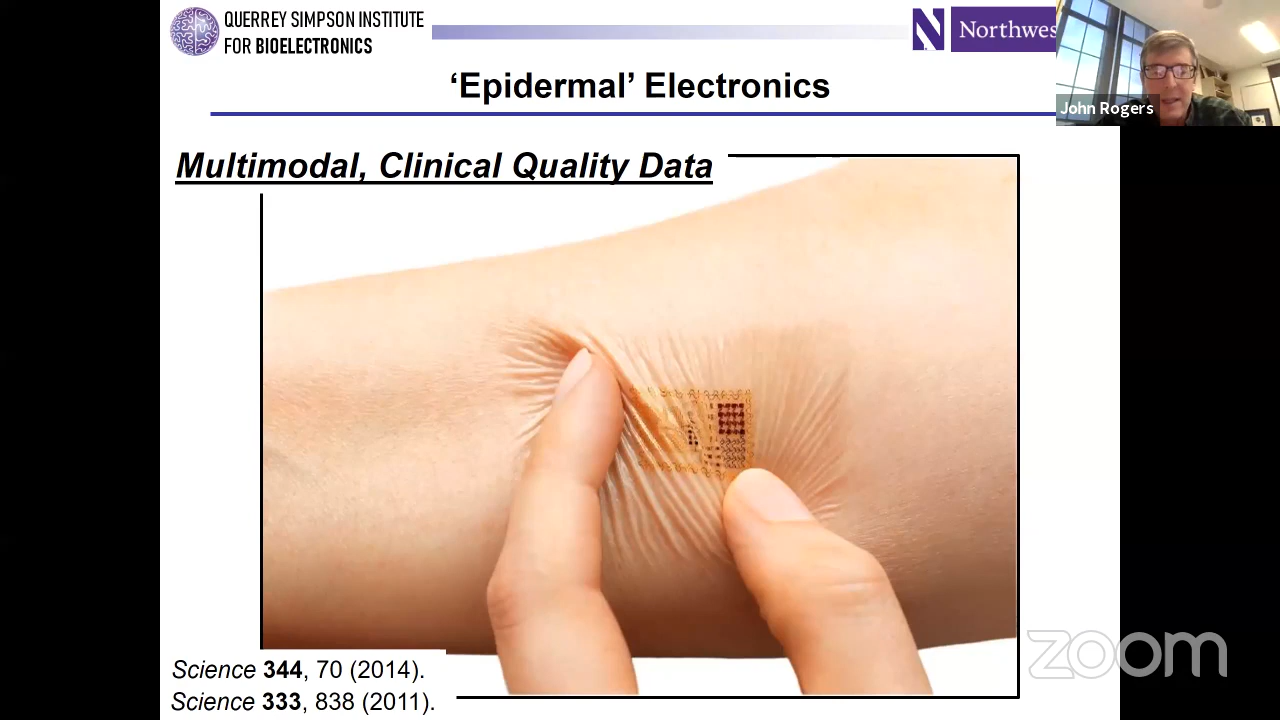 QUERREY SIMPSON INSTITUTE
FOR BIOELECTRONICS
Northwes
John Rogers
‘Epidermal’ Electronics
Multimodal, Clinical Quality Data
Science 344, 70 (2014).
Science 333, 838 (2011).
zoom